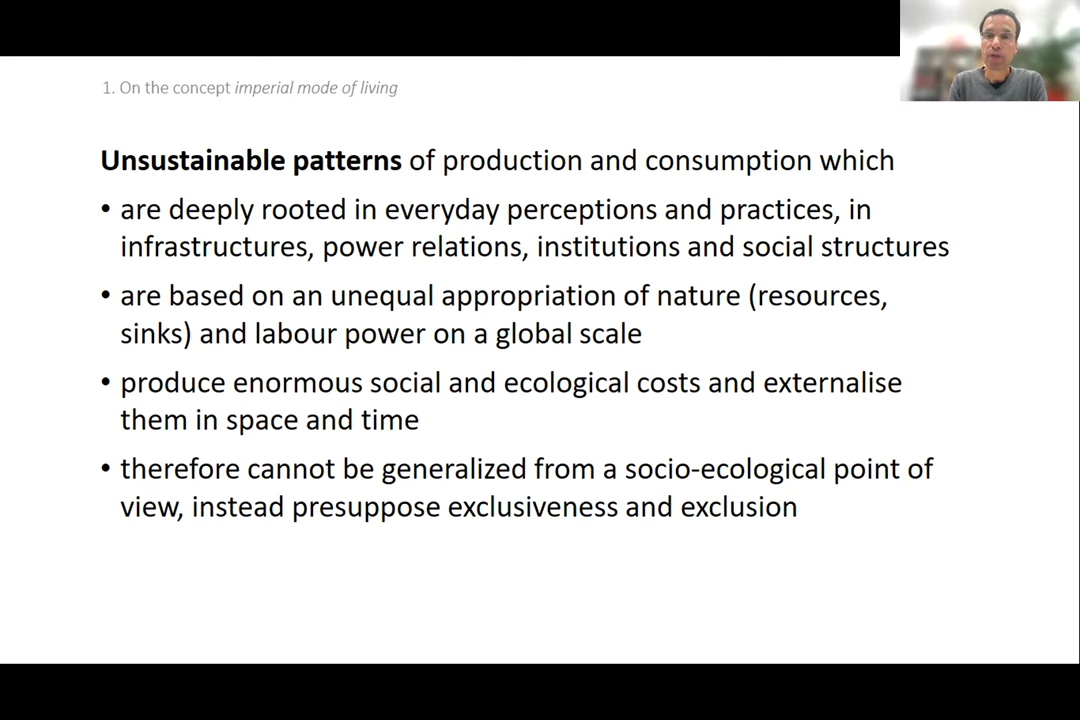 1. On the concept imperial mode of living
Unsustainable patterns of production and consumption which
• are deeply rooted in everyday perceptions and practices, in
infrastructures, power relations, institutions and social structures
• are based on an unequal appropriation of nature (resources,
sinks) and labour power on a global scale
• produce enormous social and ecological costs and externalise
them in space and time
• therefore cannot be generalized from a socio-ecological point of
view, instead presuppose exclusiveness and exclusion